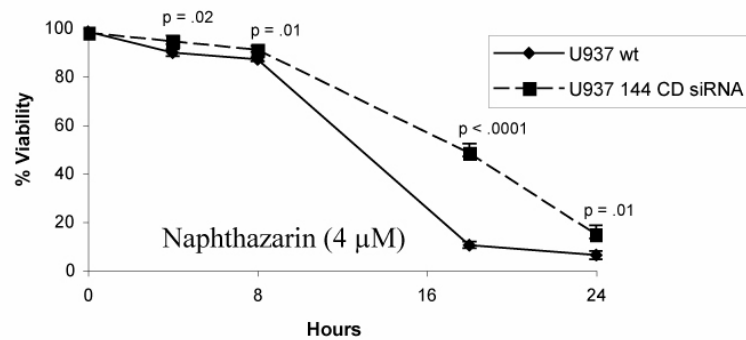 p = .02
p = .01
p < .0001
p = .01
U937 wt
U937 144 CD siRNA
% Viability
100
80
60
40
20
0
Naphthazarin (4 µM)
0
8
16
24
Hours